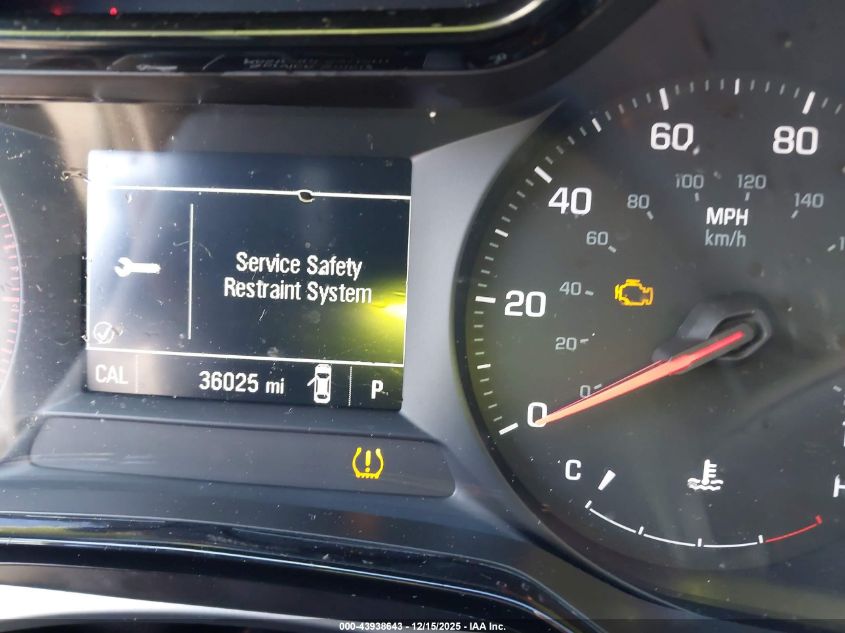 Service Safety
Restraint System
CAL 36025 mi P
60 80
100 120
40 80 MPH 140
60 km/h
20 40
20
0
0
C
H
000-43938643 - 12/15/2025 - IAA Inc.